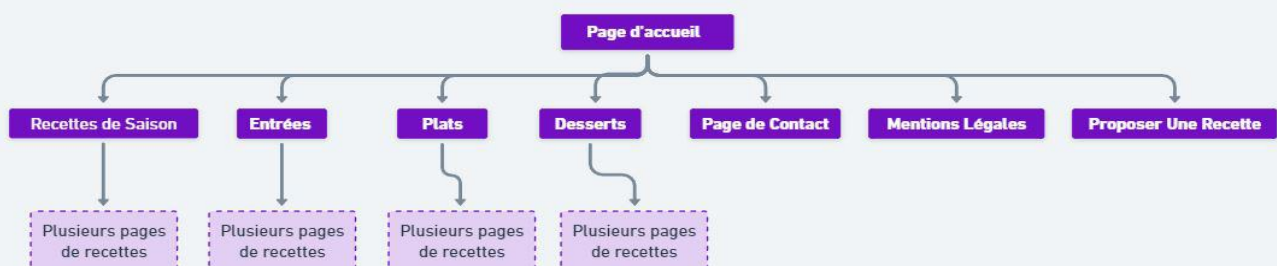 Page d'accueil
Recettes de Saison
Entrées
Plats
Desserts
Page de Contact
Mentions Légales
Proposer Une Recette
Plusieurs pages
de recettes
Plusieurs pages
de recettes
Plusieurs pages
de recettes
Plusieurs pages
de recettes